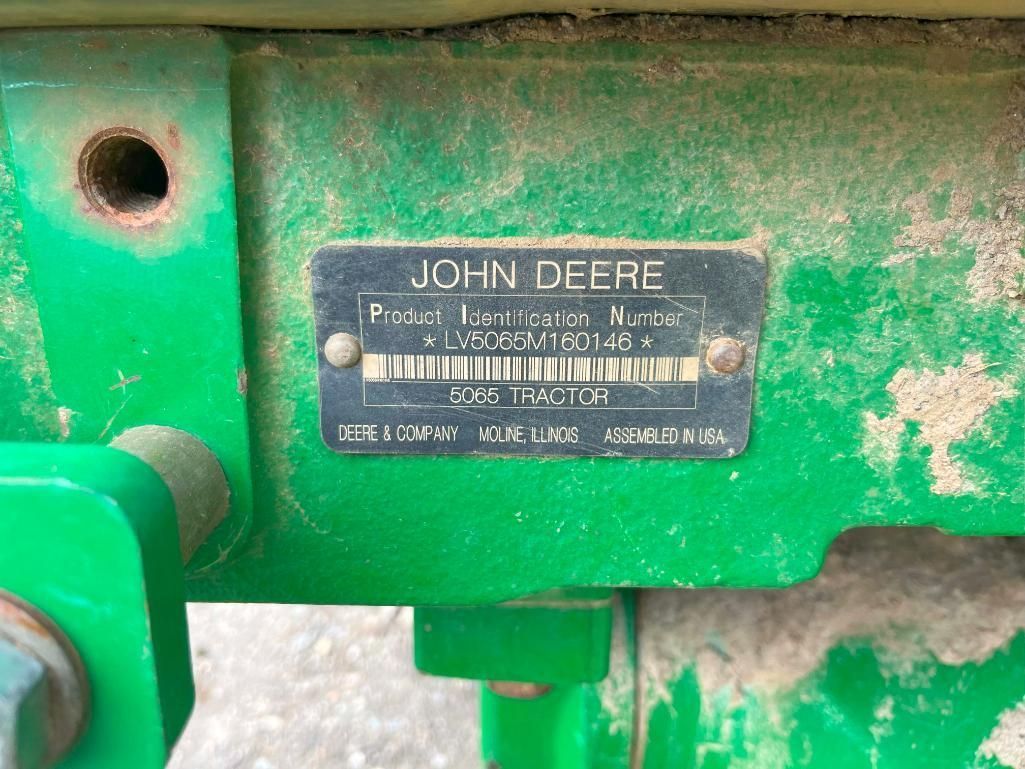 JOHN DEERE
Product Identification Number
* LV5065M160146 *
5065 TRACTOR
DEERE & COMPANY MOLINE, ILLINOIS ASSEMBLED IN USA